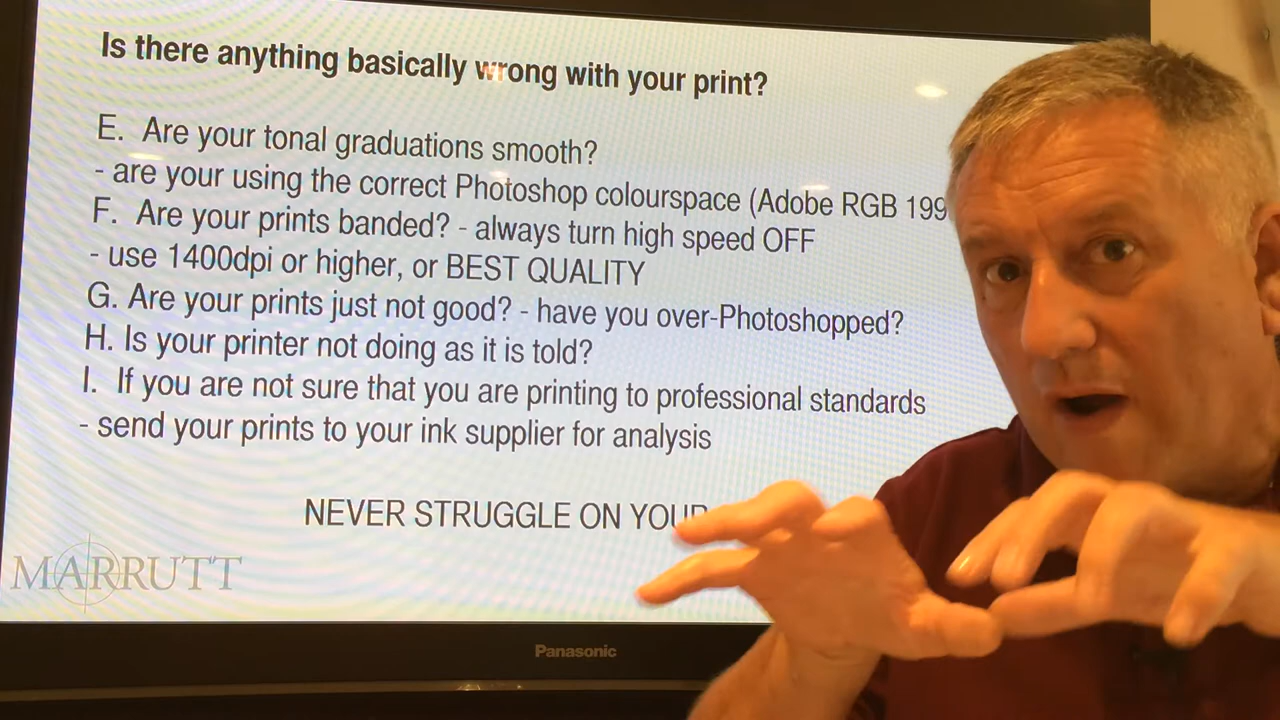 Is there anything basically wrong with your print?
E. Are your tonal graduations smooth?
- are your using the correct Photoshop colourspace (Adobe RGB 199
F. Are your prints banded? - always turn high speed OFF
- use 1400dpi or higher, or BEST QUALITY
G. Are your prints just not good? - have you over-Photoshopped?
H. Is your printer not doing as it is told?
I. If you are not sure that you are printing to professional standards
- send your prints to your ink supplier for analysis
NEVER STRUGGLE ON YOUR
MARRUTT
Panasonic